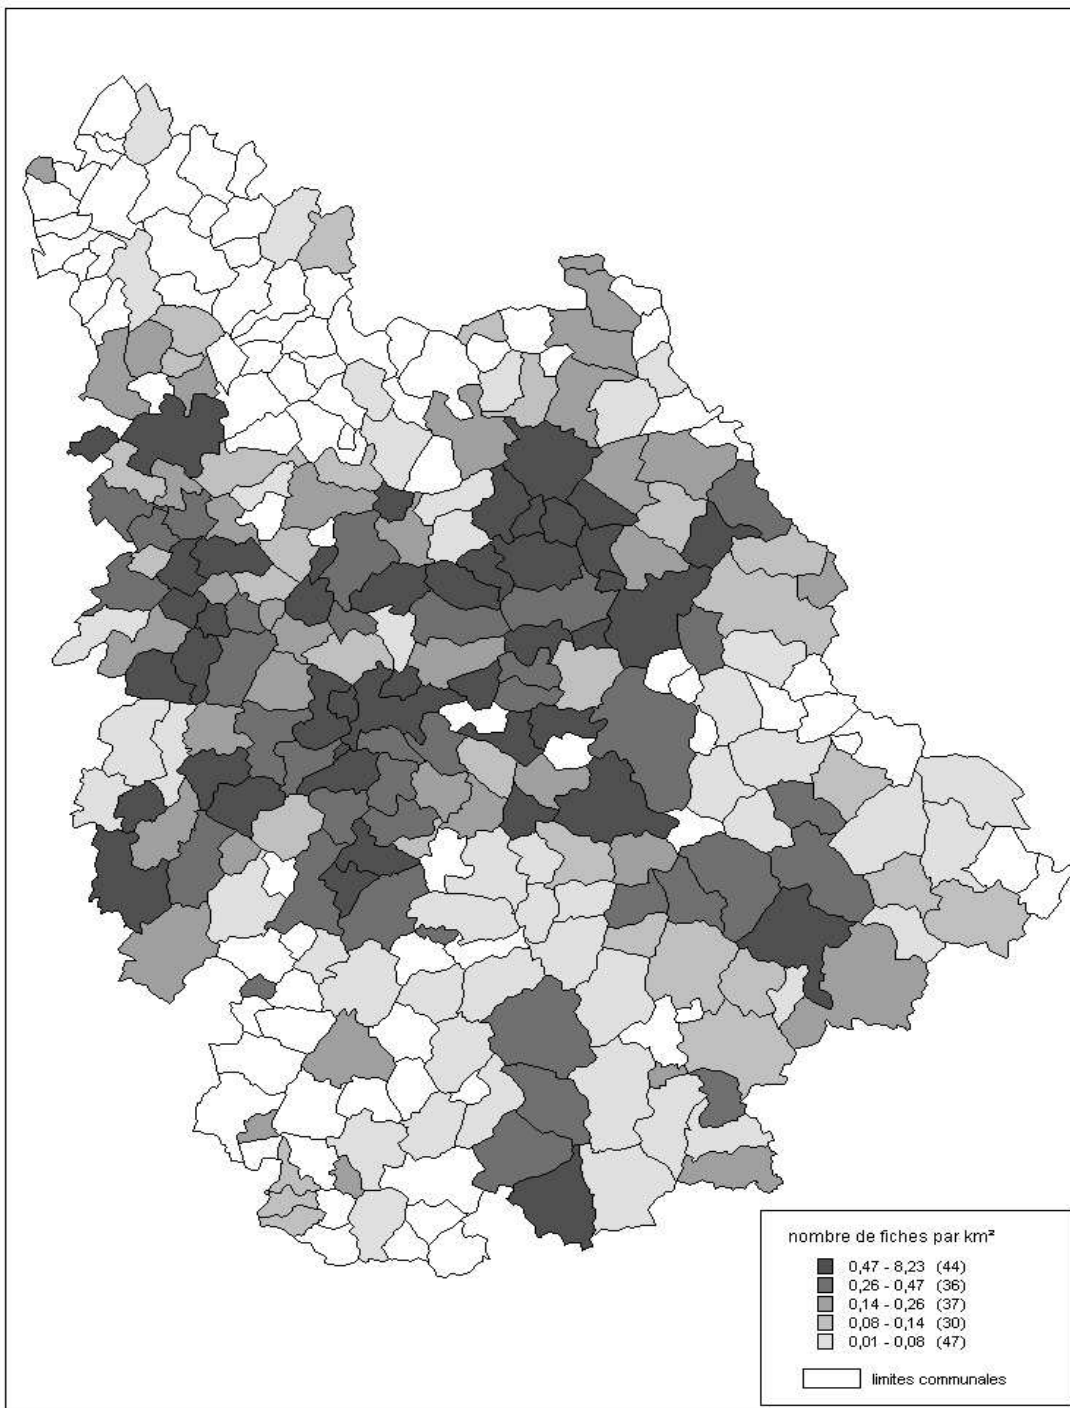 nombre de fiches par km²
0,47 - 8,23 (44)
0,26 - 0,47 (36)
0,14 - 0,26 (37)
0,08 - 0,14 (30)
0,01 - 0,08 (47)
limites communales